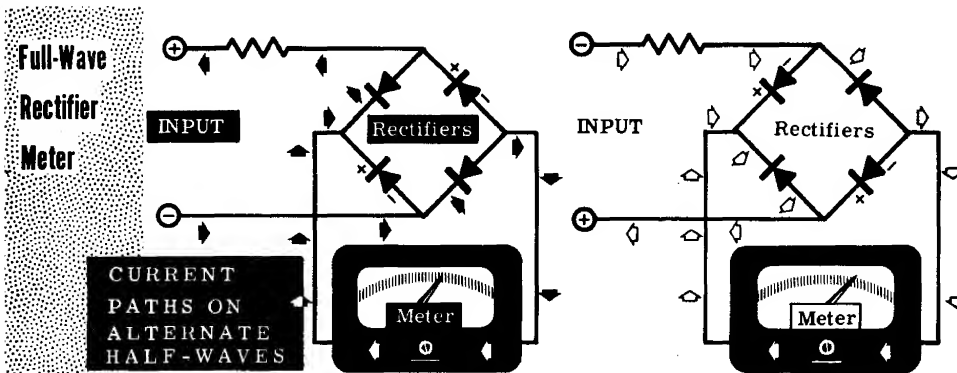 Full-Wave
Rectifier
Meter
+
INPUT
-
+
-
Rectifiers
+
-
Meter
CURRENT
PATHS ON
ALTERNATE
HALF-WAVES
-
INPUT
+
-
+
Rectifiers
-
+
Meter